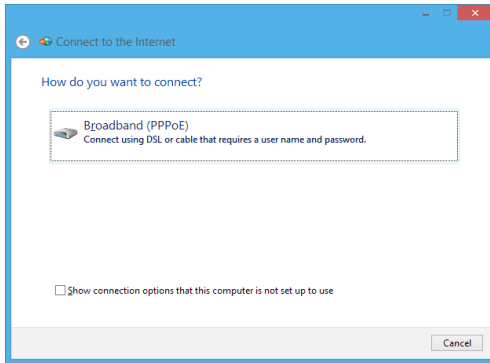 Connect to the Internet
How do you want to connect?
Broadband (PPPoE)
Connect using DSL or cable that requires a user name and password.
Show connection options that this computer is not set up to use
Cancel